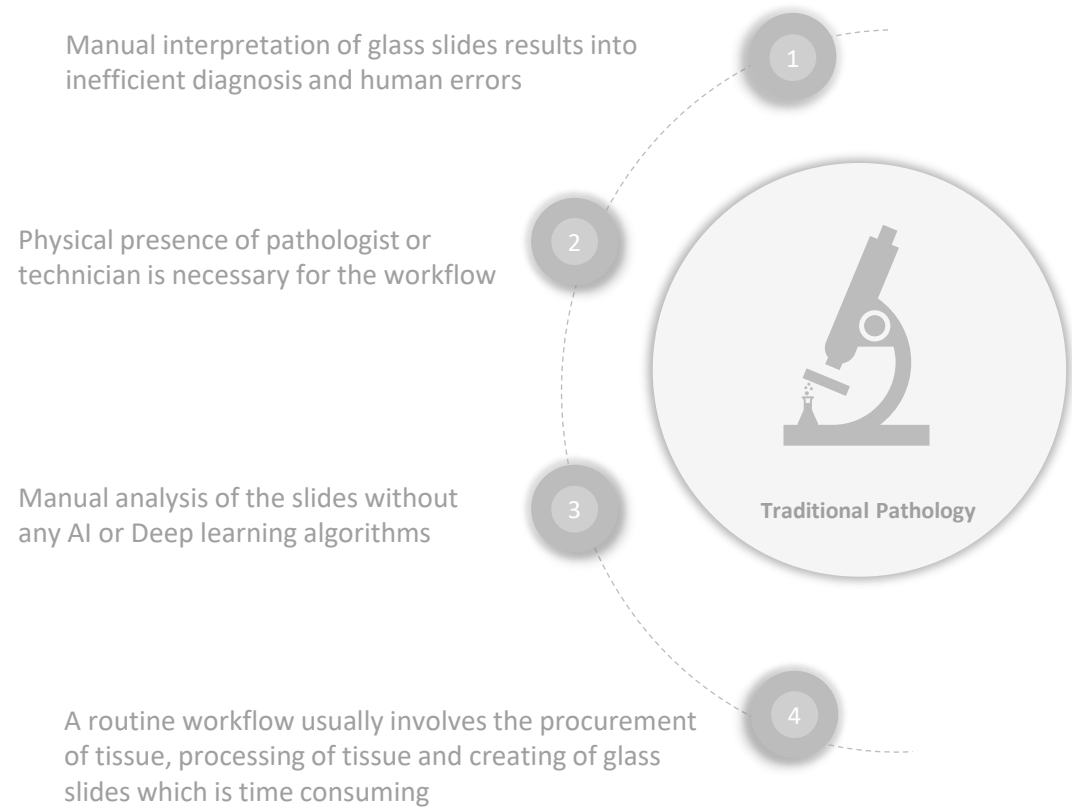 Manual interpretation of glass slides results into
inefficient diagnosis and human errors
1
Physical presence of pathologist or
technician is necessary for the workflow
2
Manual analysis of the slides without
any AI or Deep learning algorithms
3
Traditional Pathology
A routine workflow usually involves the procurement
of tissue, processing of tissue and creating of glass
slides which is time consuming
4